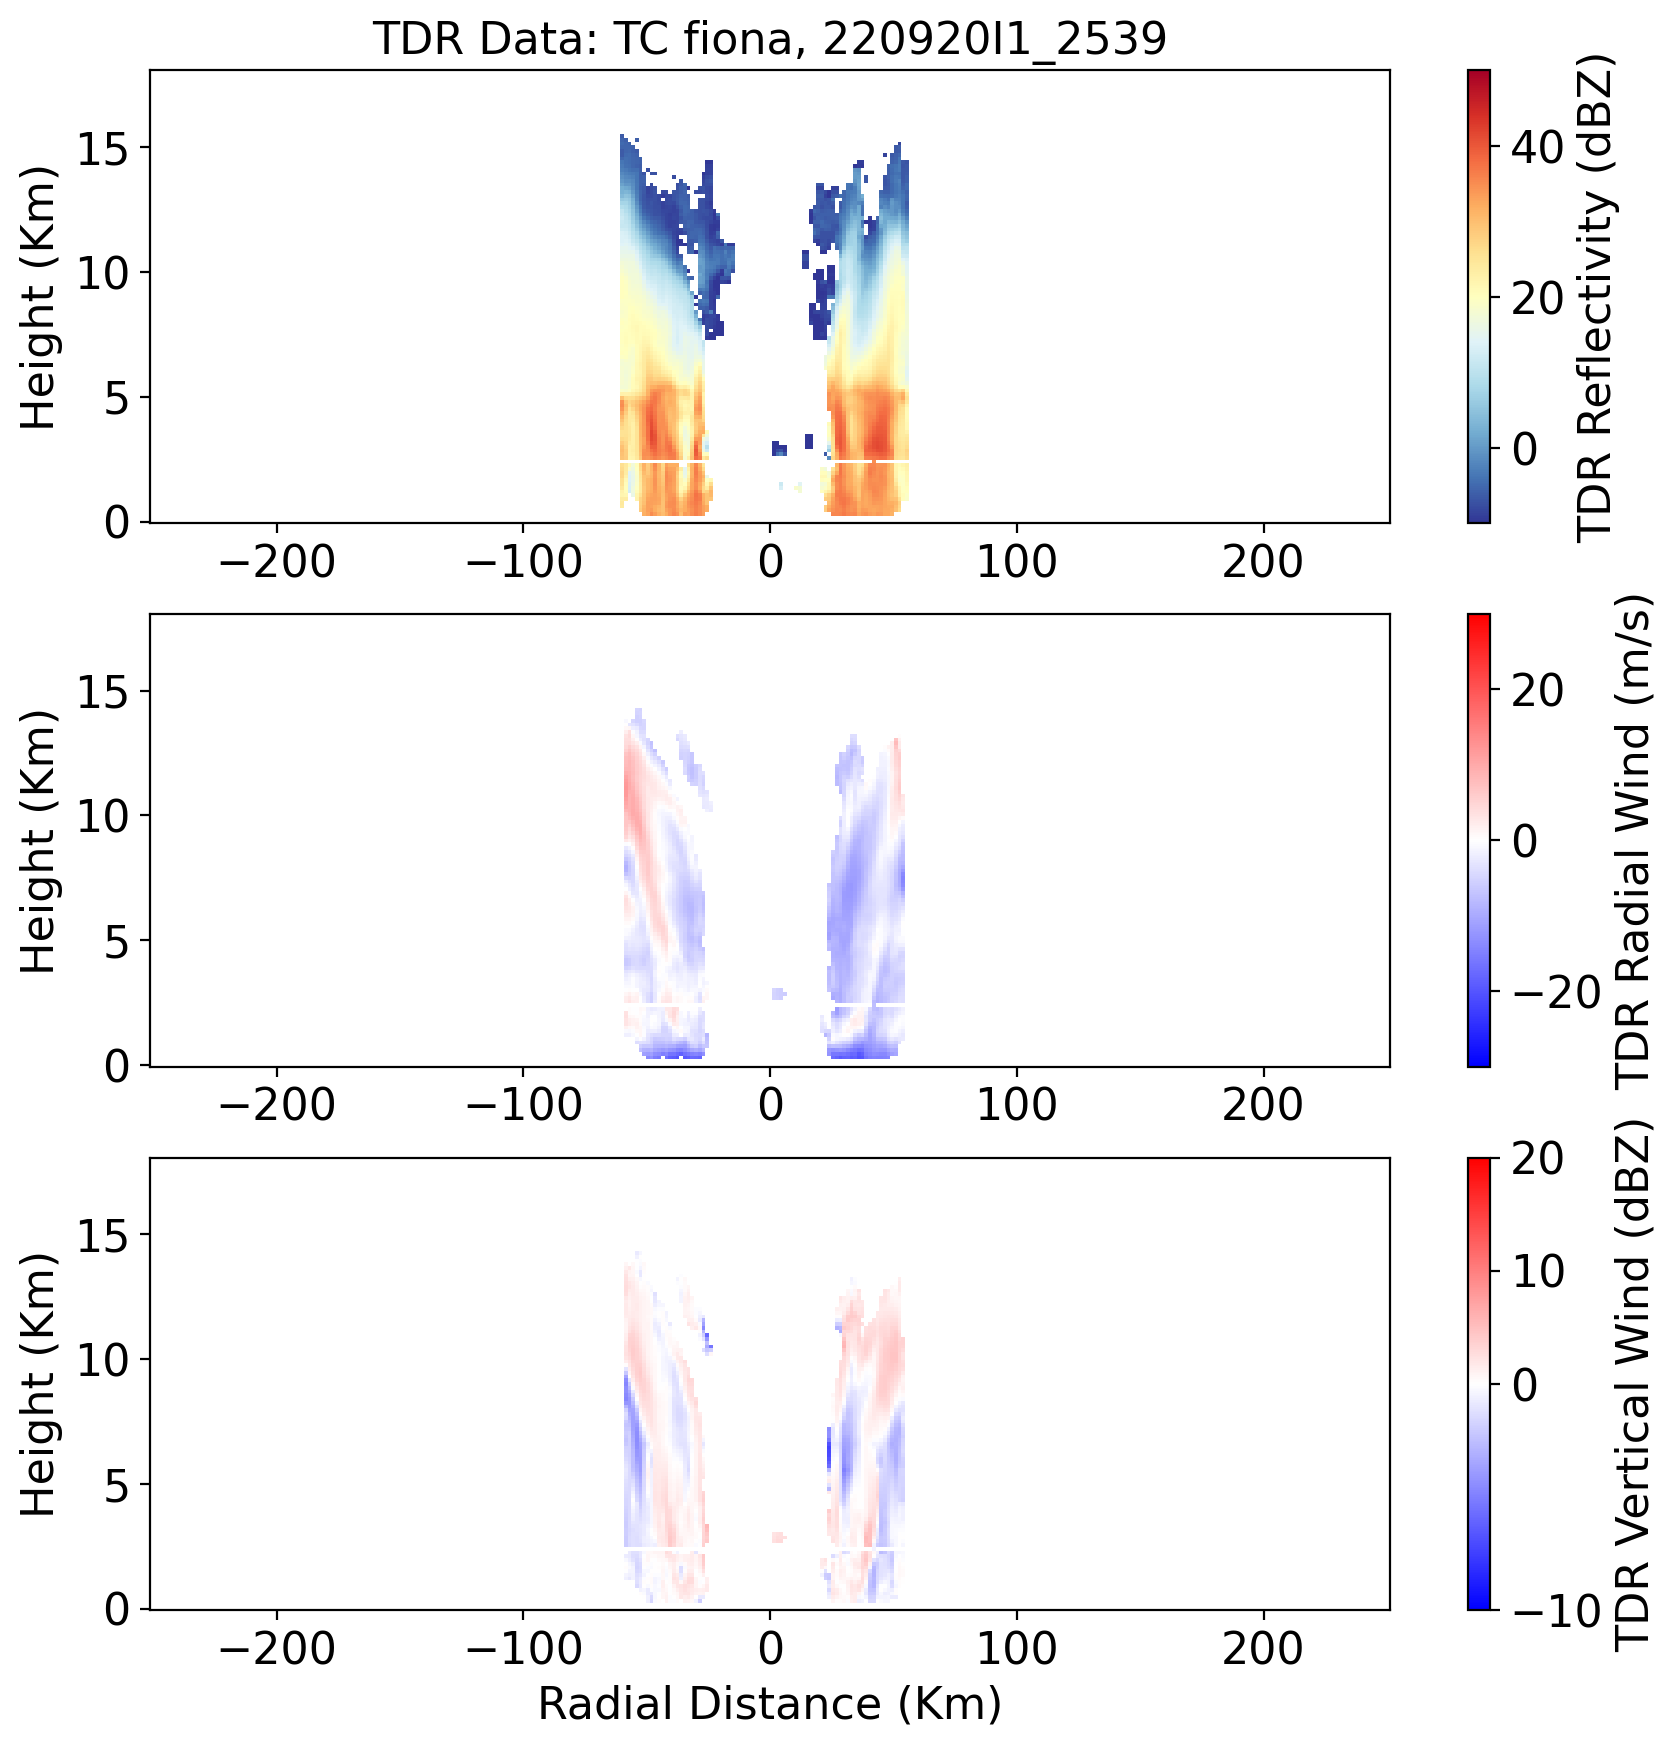 TDR Data: TC fiona, 220920I1_2539
15
10
5
0
Height (Km)
−200 −100 0 100 200
40
20
0
TDR Reflectivity (dBZ)
15
10
5
0
Height (Km)
−200 −100 0 100 200
20
0
−20
TDR Radial Wind (m/s)
15
10
5
0
Height (Km)
−200 −100 0 100 200
Radial Distance (Km)
20
10
0
−10
TDR Vertical Wind (dBZ)